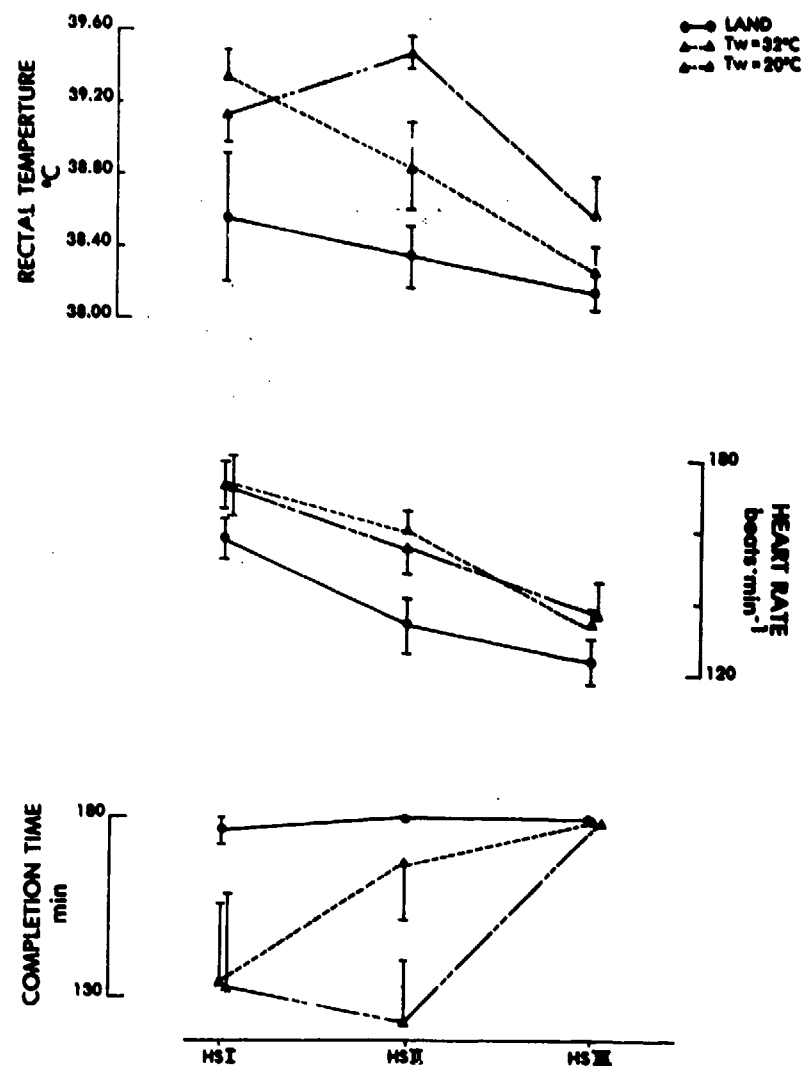 39.60
39.20
38.80
38.40
38.00
RECTAL TEMPERTURE
°C
LAND
Tw = 32°C
Tw = 20°C
180
120
HEART RATE
beats·min⁻¹
180
130
COMPLETION TIME
min
HS I
HS II
HS III